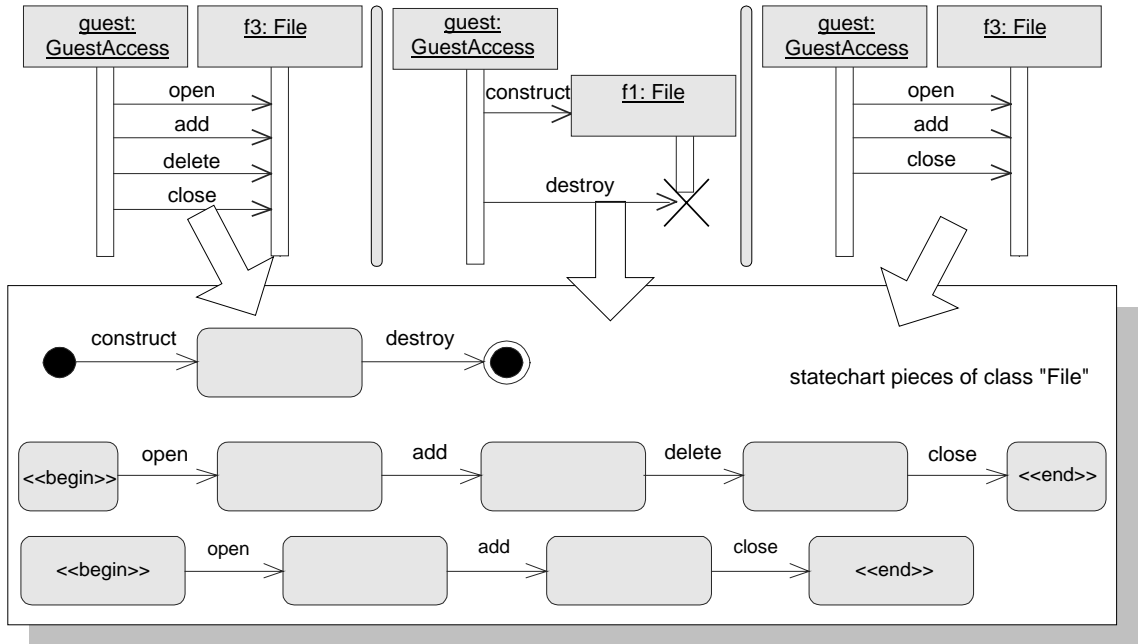 guest:
GuestAccess
f3: File
open
add
delete
close
guest:
GuestAccess
construct
f1: File
destroy
guest:
GuestAccess
f3: File
open
add
close
construct
destroy
statechart pieces of class "File"
<<begin>>
open
add
delete
close
<<end>>
<<begin>>
open
add
close
<<end>>